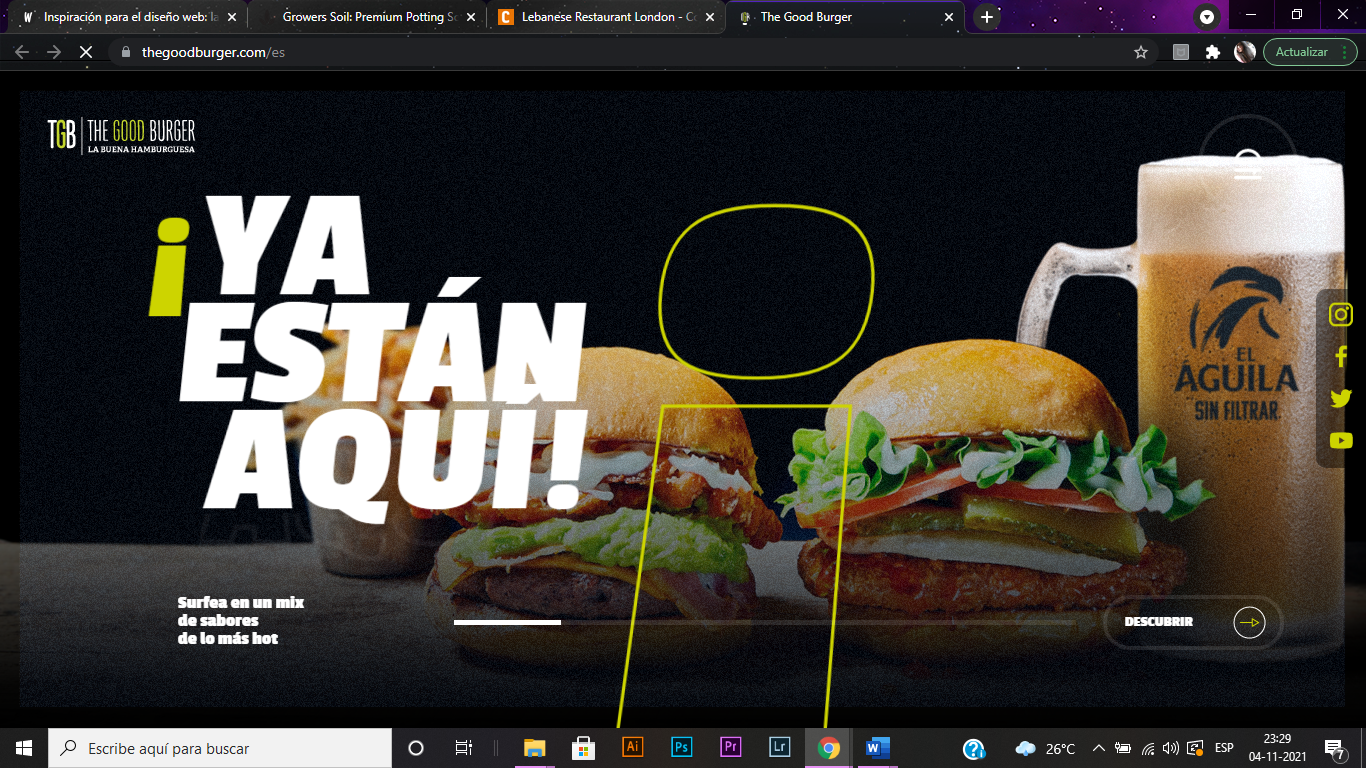 Inspiración para el diseño web: la
Growers Soil: Premium Potting So
Lebanese Restaurant London - Co
The Good Burger
thegoodburger.com/es
Actualizar
TGB THE GOOD BURGER
LA BUENA HAMBURGUESA
¡YA
ESTÁN
AQUÍ!
EL
ÁGUILA
SIN FILTRAR
Surfea en un mix
de sabores
de lo más hot
DESCUBRIR
Escribe aquí para buscar
Ai
Ps
Pr
Lr
W
26°C
ESP
23:29
04-11-2021
7